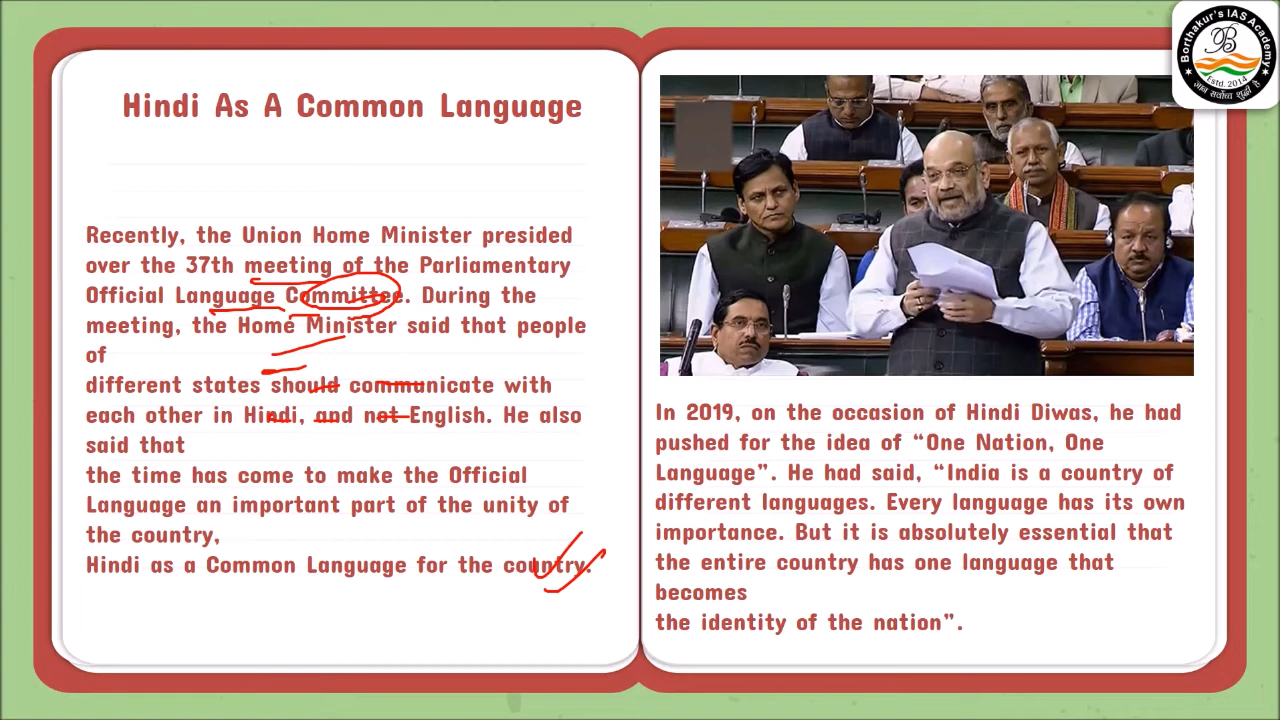 Hindi As A Common Language
Recently, the Union Home Minister presided
over the 37th meeting of the Parliamentary
Official Language Committee. During the
meeting, the Home Minister said that people
of
different states should communicate with
each other in Hindi, and not English. He also
said that
the time has come to make the Official
Language an important part of the unity of
the country,
Hindi as a Common Language for the country.
In 2019, on the occasion of Hindi Diwas, he had
pushed for the idea of “One Nation, One
Language”. He had said, “India is a country of
different languages. Every language has its own
importance. But it is absolutely essential that
the entire country has one language that
becomes
the identity of the nation”.
Borthakur's IAS Academy
B
Estd. 2014
ज्ञान सर्वोच्च शुद्धी है